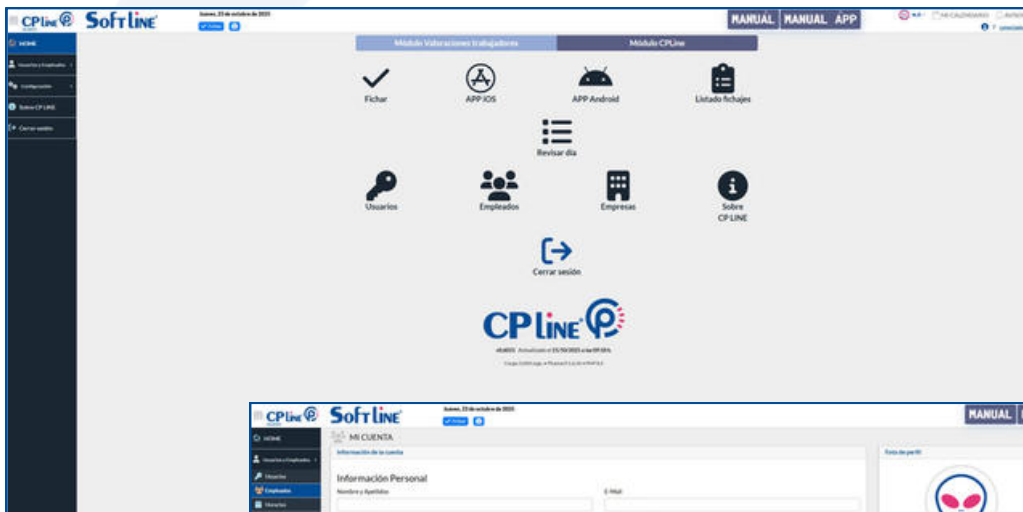 CPLine
SOFTLINE
Jueves, 23 de octubre de 2025
Fichar
MANUAL
MANUAL APP
HOME
Usuarios y Empleados
Configuración
Sobre CP LINE
Cerrar sesión
Módulo Valoraciones trabajadores
Módulo CPLine
Fichar
APP iOS
APP Android
Listado fichajes
Revisar día
Usuarios
Empleados
Empresas
Sobre
CP LINE
Cerrar sesión
CPLINE
CPLine
SOFTLINE
Jueves, 23 de octubre de 2025
Fichar
MANUAL
HOME
MI CUENTA
Usuarios y Empleados
Información de la cuenta
Foto de perfil
Usuarios
Información Personal
Empleados
Nombre y Apellidos
E-Mail
Horarios